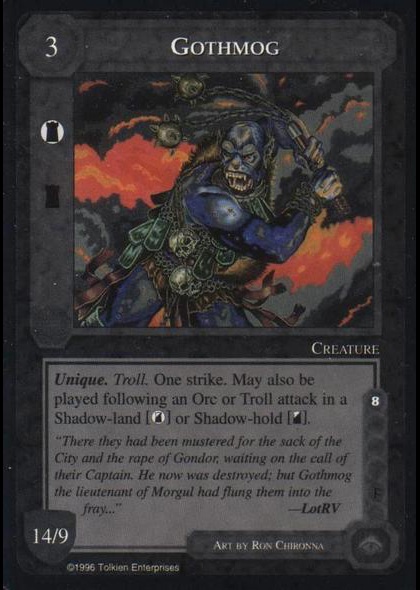 3
GOTHMOG
CREATURE
Unique. Troll. One strike. May also be
played following an Orc or Troll attack in a
Shadow-land [] or Shadow-hold [].
8
"There they had been mustered for the sack of the
City and the rape of Gondor, waiting on the call of
their Captain. He now was destroyed; but Gothmog
the lieutenant of Morgul had flung them into the
fray..." —LotRV
F
14/9
ART BY RON CHIRONNA
©1996 Tolkien Enterprises